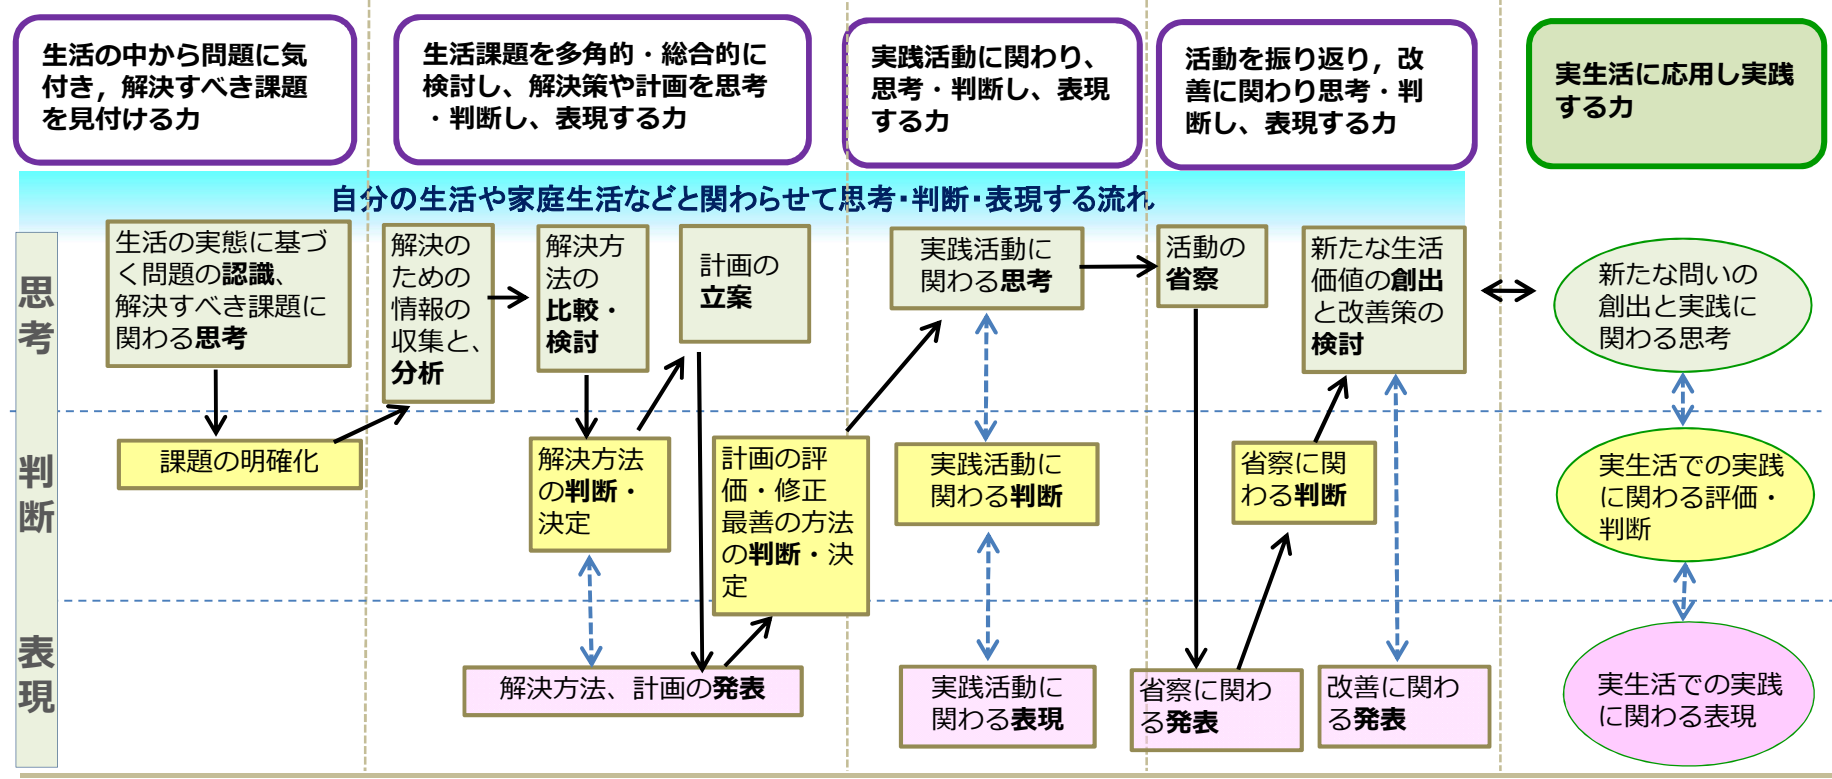 生活の中から問題に気
付き，解決すべき課題
を見付ける力
生活課題を多角的・総合的に
検討し、解決策や計画を思考
・判断し、表現する力
実践活動に関わり、
思考・判断し、表現
する力
活動を振り返り，改
善に関わり思考・判
断し、表現する力
実生活に応用し実践
する力
自分の生活や家庭生活などと関わらせて思考・判断・表現する流れ
思考
生活の実態に基づ
く問題の認識、
解決すべき課題に
関わる思考
解決の
ための
情報の
収集と、
分析
解決方
法の
比較・
検討
計画の
立案
実践活動に
関わる思考
活動の
省察
新たな生活
価値の創出
と改善策の
検討
新たな問いの
創出と実践に
関わる思考
判断
課題の明確化
解決方法
の判断・
決定
計画の評
価・修正
最善の方法
の判断・決
定
実践活動に
関わる判断
省察に関
わる判断
実生活での実践
に関わる評価・
判断
表現
解決方法、計画の発表
実践活動に
関わる表現
省察に関わ
る発表
改善に関わ
る発表
実生活での実践
に関わる表現